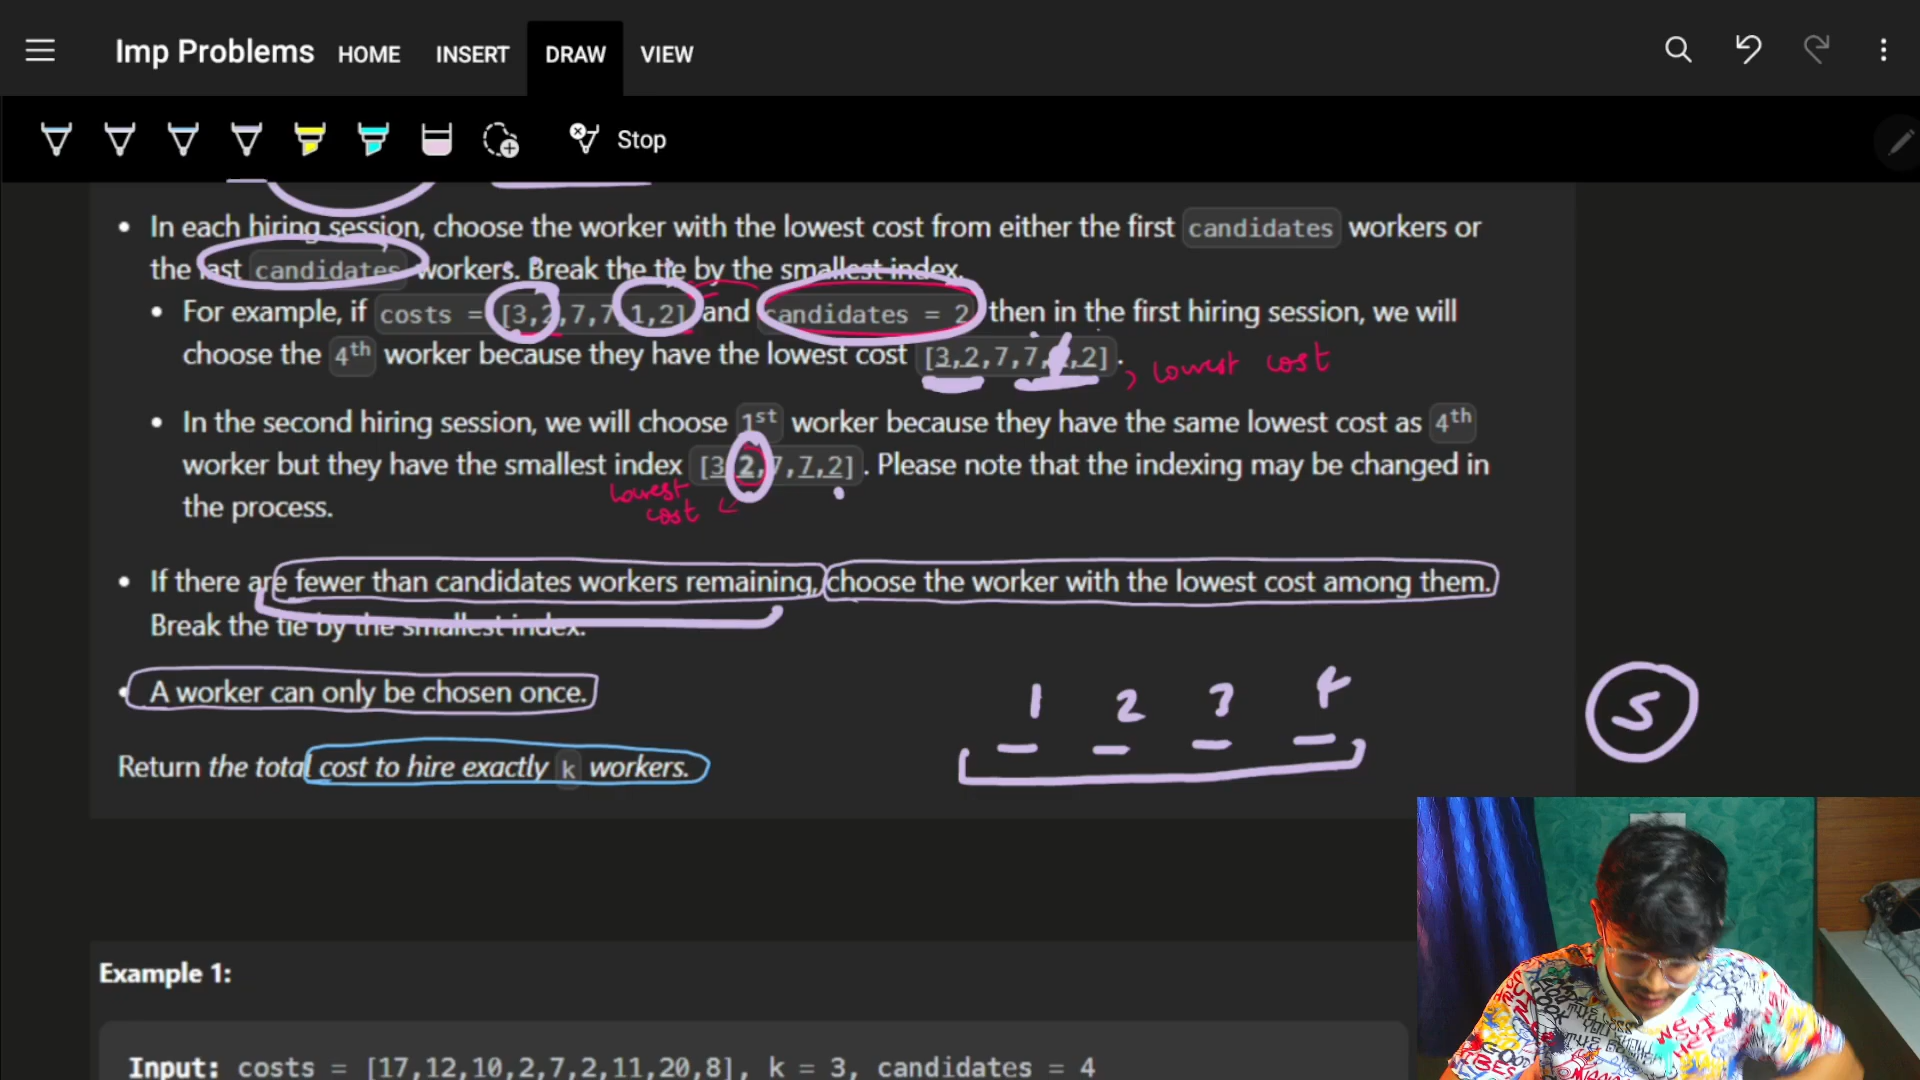 Imp Problems HOME INSERT DRAW VIEW
Stop
• In each hiring session, choose the worker with the lowest cost from either the first candidates workers or
the last candidates workers. Break the tie by the smallest index.
• For example, if costs = [3,2,7,7,1,2] and candidates = 2 then in the first hiring session, we will
choose the 4th worker because they have the lowest cost [3,2,7,7, ,2].
, lowest cost
• In the second hiring session, we will choose 1st worker because they have the same lowest cost as 4th
worker but they have the smallest index [3,2,7,7,2]. Please note that the indexing may be changed in
lowest
cost
the process.
• If there are fewer than candidates workers remaining, choose the worker with the lowest cost among them.
Break the tie by the smallest index.
• A worker can only be chosen once.
1 2 3 4
5
Return the total cost to hire exactly k workers.
Example 1:
Input: costs = [17,12,10,2,7,2,11,20,8], k = 3, candidates = 4